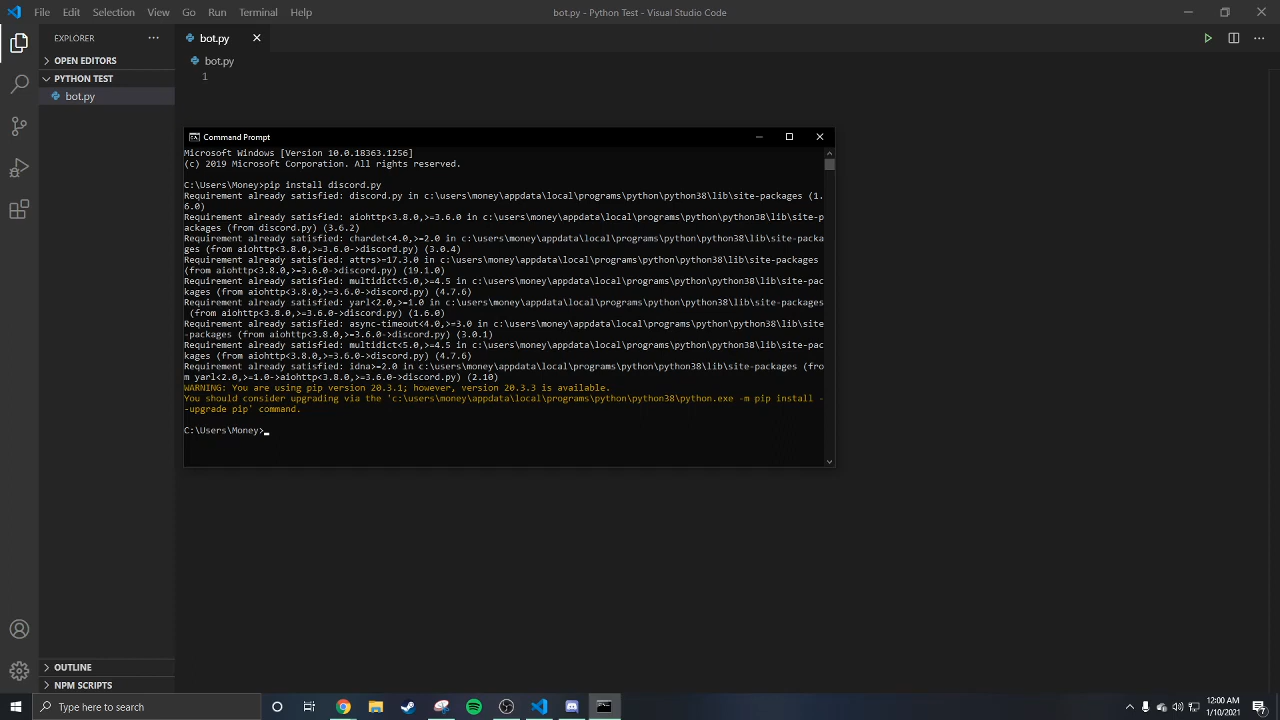 File Edit Selection View Go Run Terminal Help
bot.py - Python Test - Visual Studio Code
EXPLORER
OPEN EDITORS
PYTHON TEST
bot.py
bot.py
bot.py
1
Command Prompt
Microsoft Windows [Version 10.0.18363.1256]
(c) 2019 Microsoft Corporation. All rights reserved.
C:\Users\Money>pip install discord.py
Requirement already satisfied: discord.py in c:\users\money\appdata\local\programs\python\python38\lib\site-packages (1.
6.0)
Requirement already satisfied: aiohttp<3.8.0,>=3.6.0 in c:\users\money\appdata\local\programs\python\python38\lib\site-p
ackages (from discord.py) (3.6.2)
Requirement already satisfied: chardet<4.0,>=2.0 in c:\users\money\appdata\local\programs\python\python38\lib\site-packa
ges (from aiohttp<3.8.0,>=3.6.0->discord.py) (3.0.4)
Requirement already satisfied: attrs>=17.3.0 in c:\users\money\appdata\local\programs\python\python38\lib\site-packages
(from aiohttp<3.8.0,>=3.6.0->discord.py) (19.1.0)
Requirement already satisfied: multidict<5.0,>=4.5 in c:\users\money\appdata\local\programs\python\python38\lib\site-pac
kages (from aiohttp<3.8.0,>=3.6.0->discord.py) (4.7.6)
Requirement already satisfied: yarl<2.0,>=1.0 in c:\users\money\appdata\local\programs\python\python38\lib\site-packages
(from aiohttp<3.8.0,>=3.6.0->discord.py) (1.6.0)
Requirement already satisfied: async-timeout<4.0,>=3.0 in c:\users\money\appdata\local\programs\python\python38\lib\site
-packages (from aiohttp<3.8.0,>=3.6.0->discord.py) (3.0.1)
Requirement already satisfied: multidict<5.0,>=4.5 in c:\users\money\appdata\local\programs\python\python38\lib\site-pac
kages (from aiohttp<3.8.0,>=3.6.0->discord.py) (4.7.6)
Requirement already satisfied: idna>=2.0 in c:\users\money\appdata\local\programs\python\python38\lib\site-packages (fro
m yarl<2.0,>=1.0->aiohttp<3.8.0,>=3.6.0->discord.py) (2.10)
WARNING: You are using pip version 20.3.1; however, version 20.3.3 is available.
You should consider upgrading via the 'c:\users\money\appdata\local\programs\python\python38\python.exe -m pip install -
-upgrade pip' command.
C:\Users\Money>
OUTLINE
NPM SCRIPTS
Type here to search
12:00 AM
1/10/2021